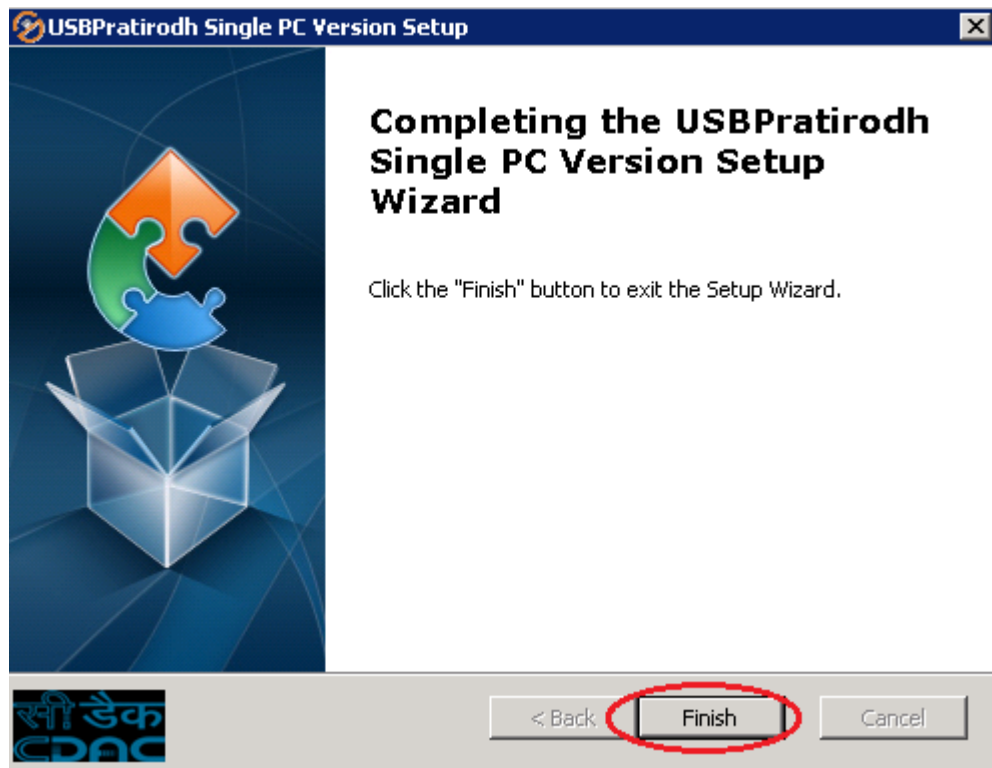 USBPratirodh Single PC Version Setup
Completing the USBPratirodh
Single PC Version Setup
Wizard
Click the "Finish" button to exit the Setup Wizard.
सी डैक
CDAC
< Back
Finish
Cancel